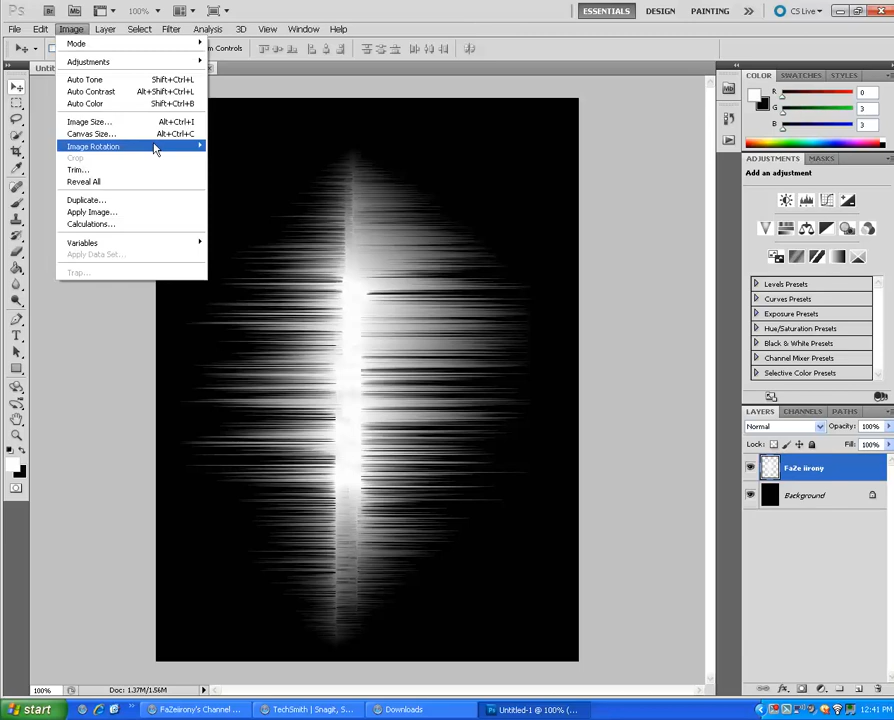 Ps Br Mb 100% ESSENTIALS DESIGN PAINTING >> CS Live
File Edit Image Layer Select Filter Analysis 3D View Window Help
m Controls
Mode
Adjustments
Auto Tone Shift+Ctrl+L
Auto Contrast Alt+Shift+Ctrl+L
Auto Color Shift+Ctrl+B
Image Size... Alt+Ctrl+I
Canvas Size... Alt+Ctrl+C
Image Rotation
Crop
Trim...
Reveal All
Duplicate...
Apply Image...
Calculations...
Variables
Apply Data Set...
Trap...
Untit
COLOR SWATCHES STYLES
R 0
G 3
B 3
ADJUSTMENTS MASKS
Add an adjustment
Levels Presets
Curves Presets
Exposure Presets
Hue/Saturation Presets
Black & White Presets
Channel Mixer Presets
Selective Color Presets
LAYERS CHANNELS PATHS
Normal Opacity: 100%
Lock: Fill: 100%
FaZe iirony
Background
100% Doc: 1.37M/1.56M
start FaZeiirony's Channel ... TechSmith | Snagit, S... Downloads Untitled-1 @ 100% (... 12:41 PM